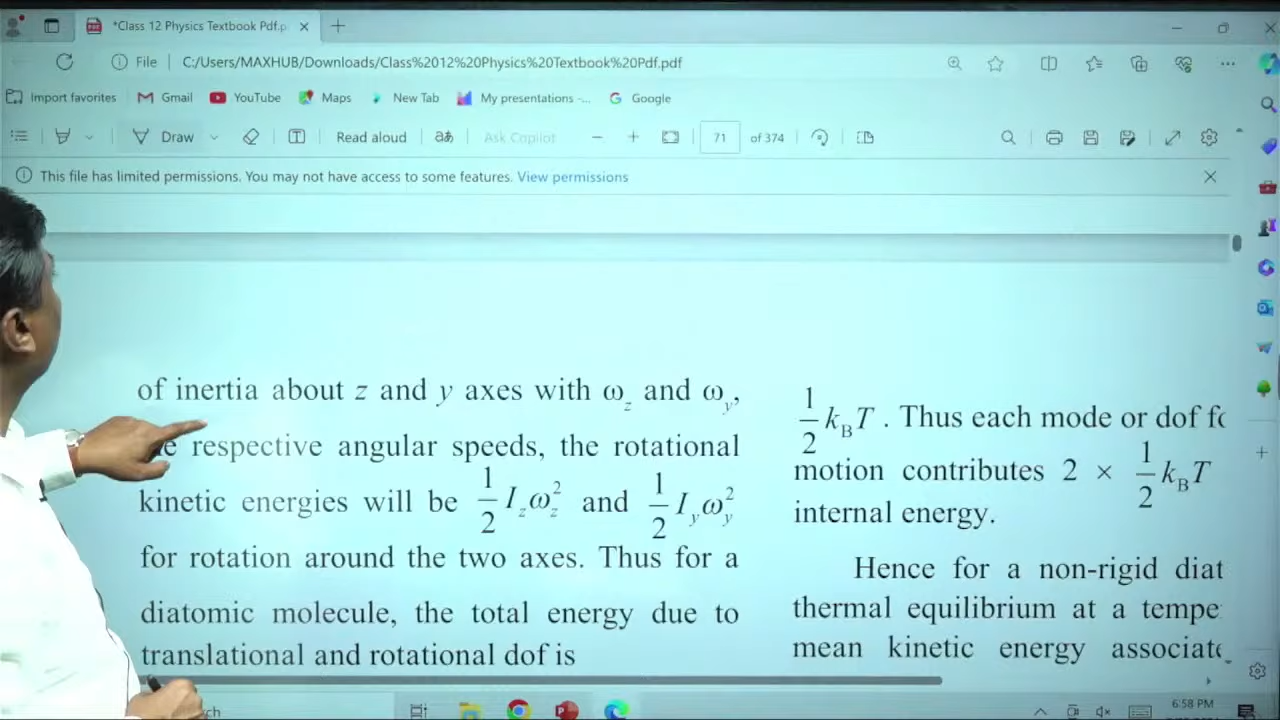 *Class 12 Physics Textbook Pdf.p
File C:/Users/MAXHUB/Downloads/Class%2012%20Physics%20Textbook%20Pdf.pdf
Import favorites Gmail YouTube Maps New Tab My presentations -... Google
Draw Read aloud aあ Ask Copilot 71 of 374
This file has limited permissions. You may not have access to some features. View permissions
of inertia about z and y axes with ω_z and ω_y,
respective angular speeds, the rotational
kinetic energies will be 1/2 I_z ω_z^2 and 1/2 I_y ω_y^2
for rotation around the two axes. Thus for a
diatomic molecule, the total energy due to
translational and rotational dof is
1/2 k_B T . Thus each mode or dof fo
motion contributes 2 × 1/2 k_B T
internal energy.
Hence for a non-rigid diat
thermal equilibrium at a tempe
mean kinetic energy associate
6:58 PM